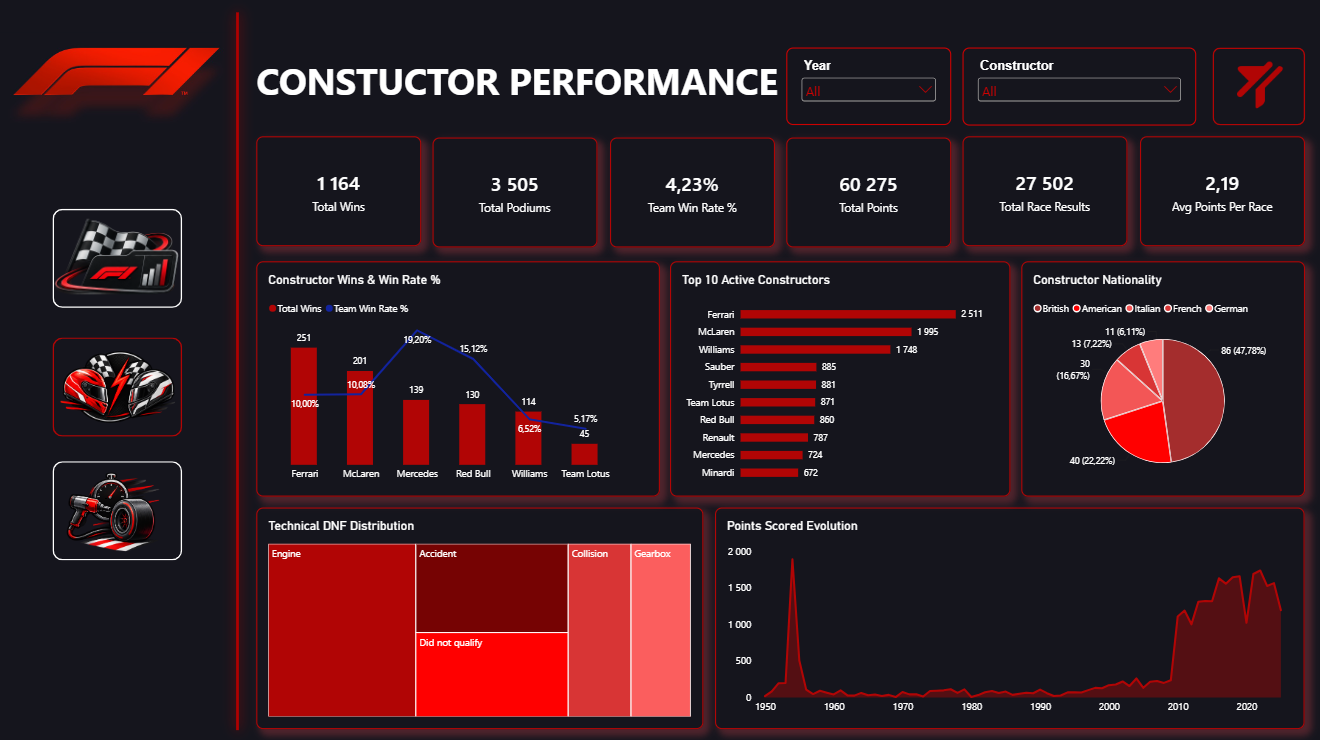 F1
CONSTUCTOR PERFORMANCE
Year
All
Constructor
All
1 164
Total Wins
3 505
Total Podiums
4,23%
Team Win Rate %
60 275
Total Points
27 502
Total Race Results
2,19
Avg Points Per Race
Constructor Wins & Win Rate %
Total Wins Team Win Rate %
251
201
139
130
114
45
10,00%
10,08%
19,20%
15,12%
6,52%
5,17%
Ferrari McLaren Mercedes Red Bull Williams Team Lotus
Top 10 Active Constructors
Ferrari 2 511
McLaren 1 995
Williams 1 748
Sauber 885
Tyrrell 881
Team Lotus 871
Red Bull 860
Renault 787
Mercedes 724
Minardi 672
Constructor Nationality
British American Italian French German
11 (6,11%)
13 (7,22%)
30
(16,67%)
86 (47,78%)
40 (22,22%)
Technical DNF Distribution
Engine
Accident
Did not qualify
Collision
Gearbox
Points Scored Evolution
2 000
1 500
1 000
500
0
1950 1960 1970 1980 1990 2000 2010 2020